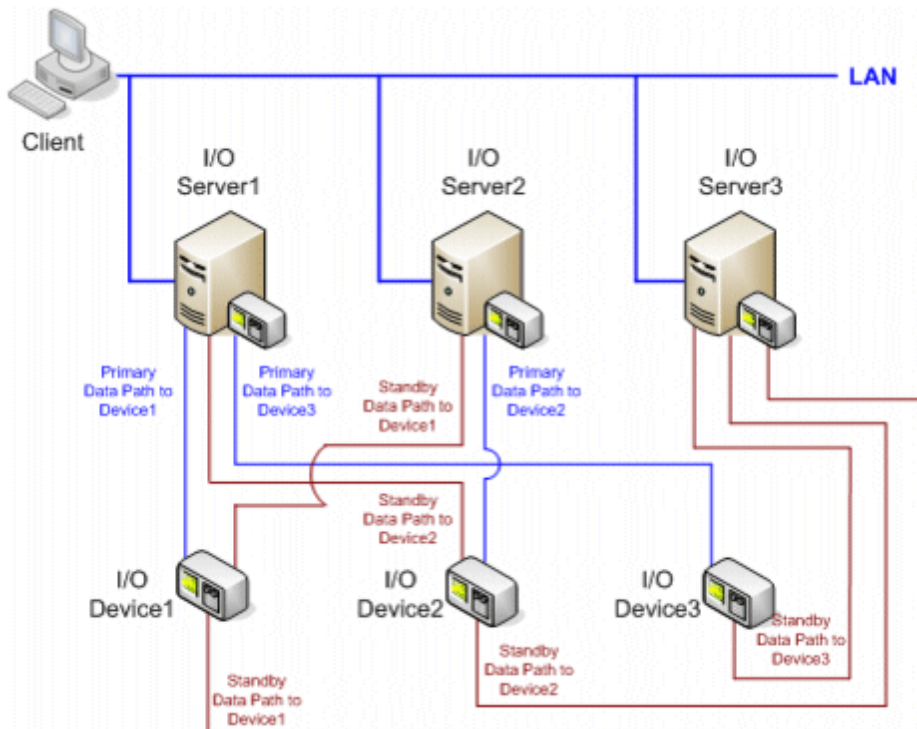 LAN
Client
I/O
Server1
I/O
Server2
I/O
Server3
Primary
Data Path to
Device1
Primary
Data Path to
Device3
Standby
Data Path to
Device1
Primary
Data Path to
Device2
Standby
Data Path to
Device2
I/O
Device1
I/O
Device2
I/O
Device3
Standby
Data Path to
Device3
Standby
Data Path to
Device2
Standby
Data Path to
Device1